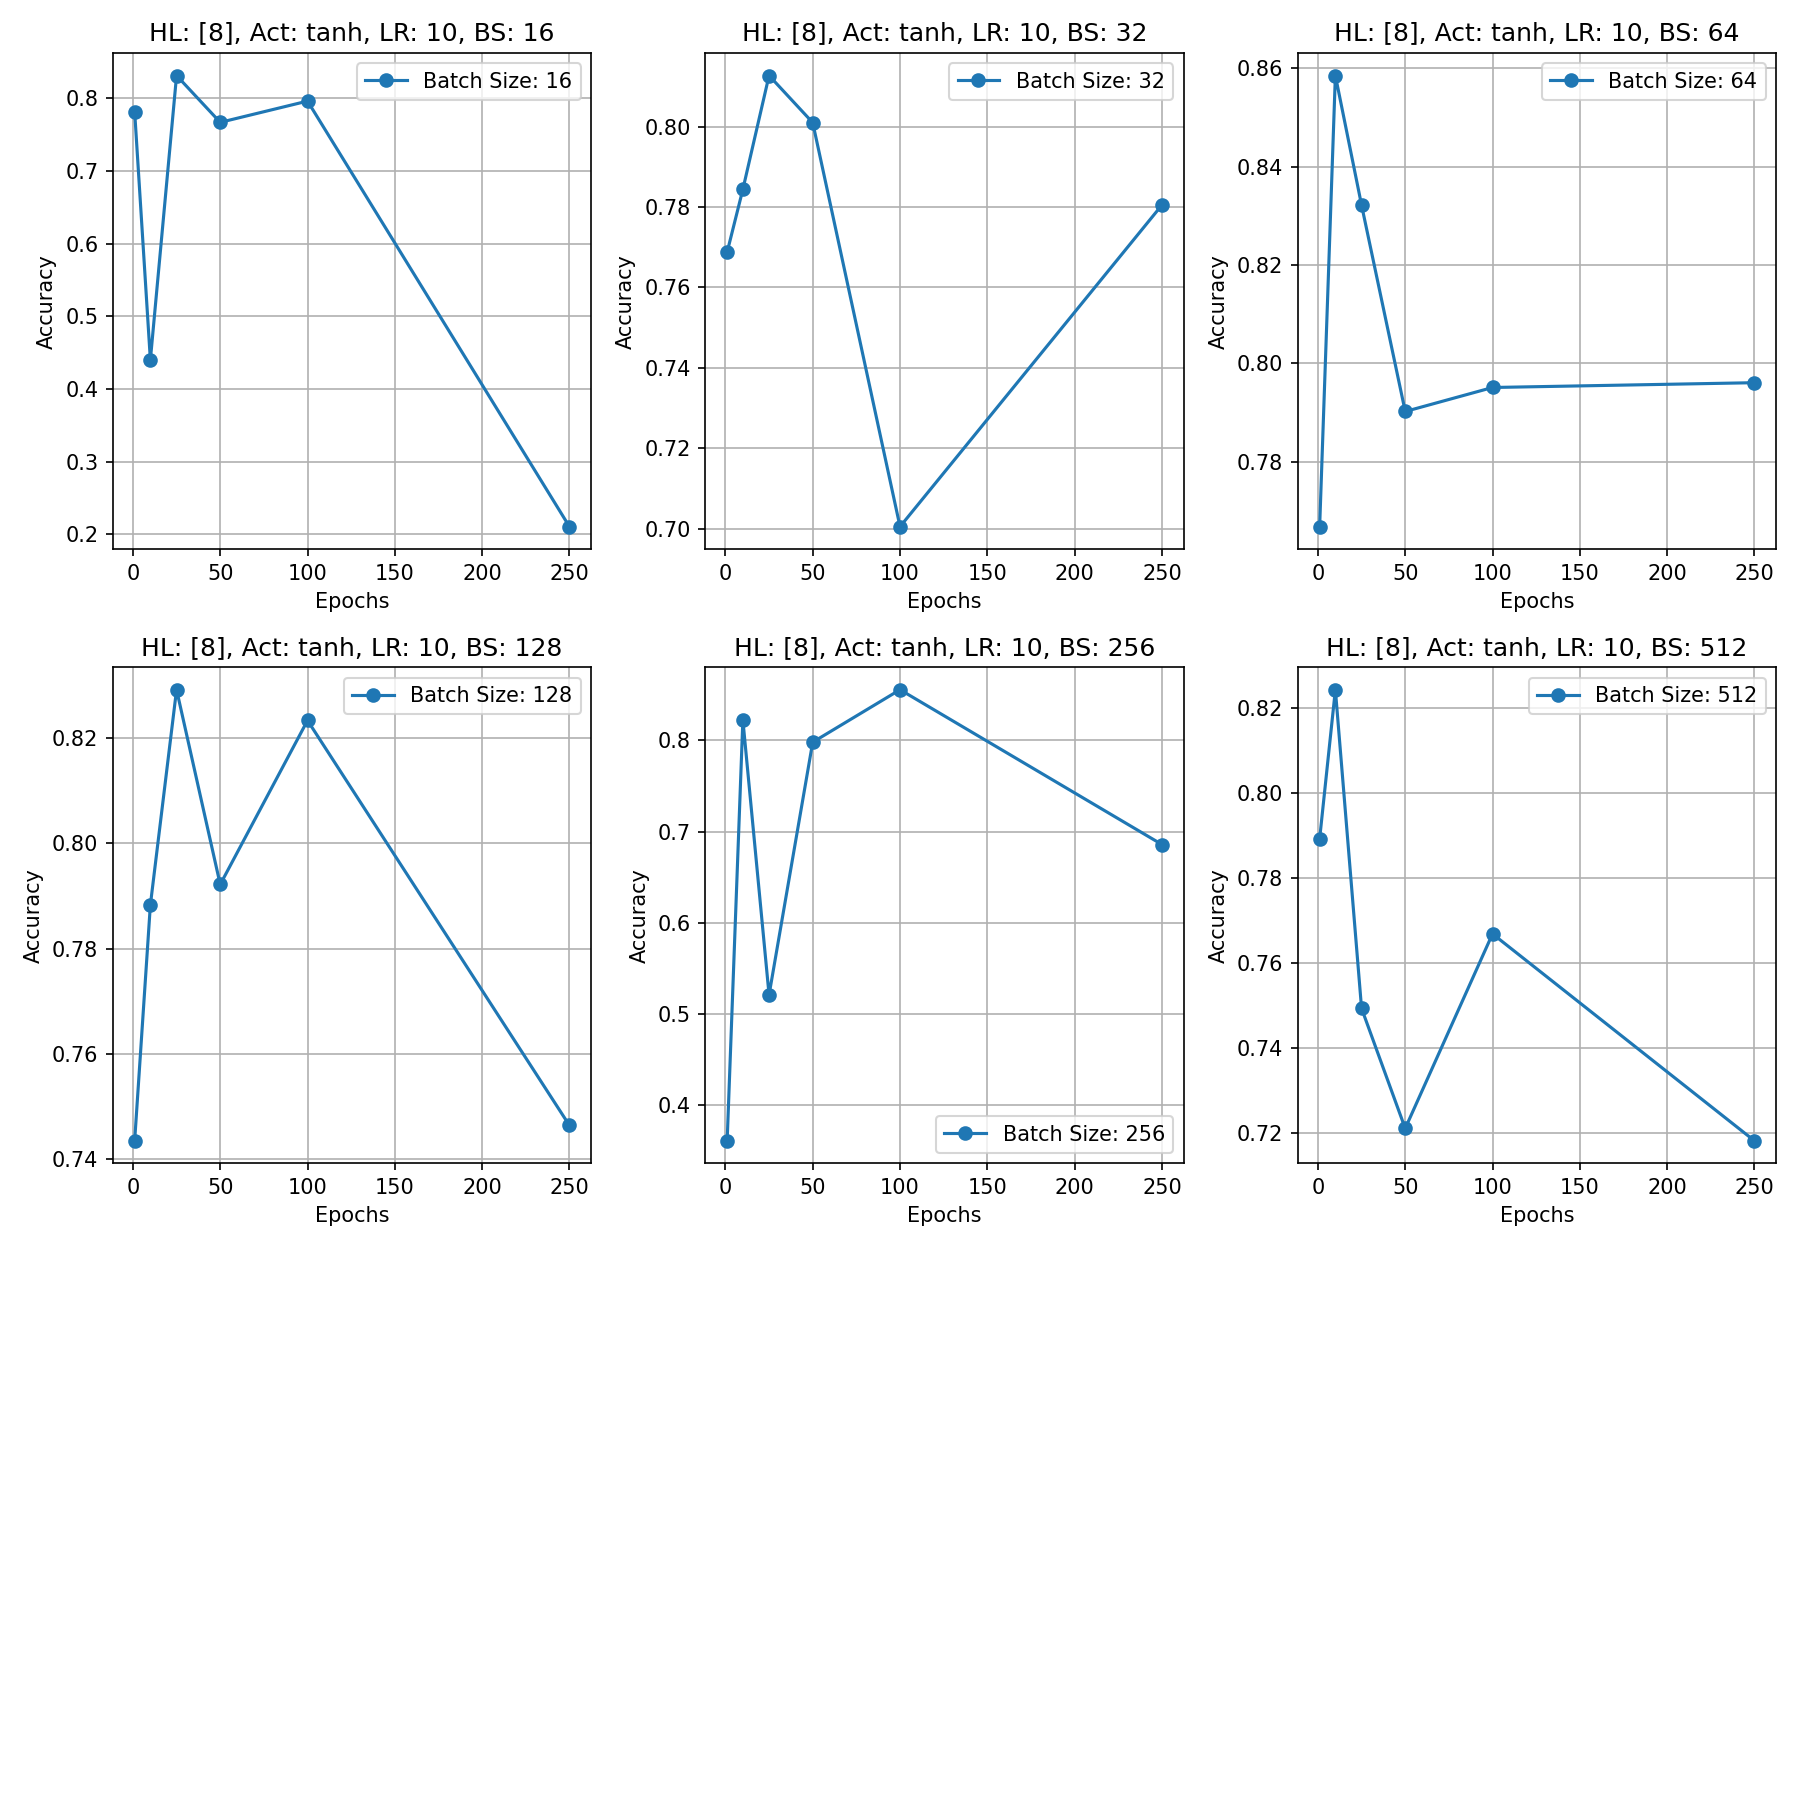 HL: [8], Act: tanh, LR: 10, BS: 16
Batch Size: 16
Accuracy
0.8
0.7
0.6
0.5
0.4
0.3
0.2
0 50 100 150 200 250
Epochs
HL: [8], Act: tanh, LR: 10, BS: 32
Batch Size: 32
Accuracy
0.80
0.78
0.76
0.74
0.72
0.70
0 50 100 150 200 250
Epochs
HL: [8], Act: tanh, LR: 10, BS: 64
Batch Size: 64
Accuracy
0.86
0.84
0.82
0.80
0.78
0 50 100 150 200 250
Epochs
HL: [8], Act: tanh, LR: 10, BS: 128
Batch Size: 128
Accuracy
0.82
0.80
0.78
0.76
0.74
0 50 100 150 200 250
Epochs
HL: [8], Act: tanh, LR: 10, BS: 256
Accuracy
0.8
0.7
0.6
0.5
0.4
Batch Size: 256
0 50 100 150 200 250
Epochs
HL: [8], Act: tanh, LR: 10, BS: 512
Batch Size: 512
Accuracy
0.82
0.80
0.78
0.76
0.74
0.72
0 50 100 150 200 250
Epochs